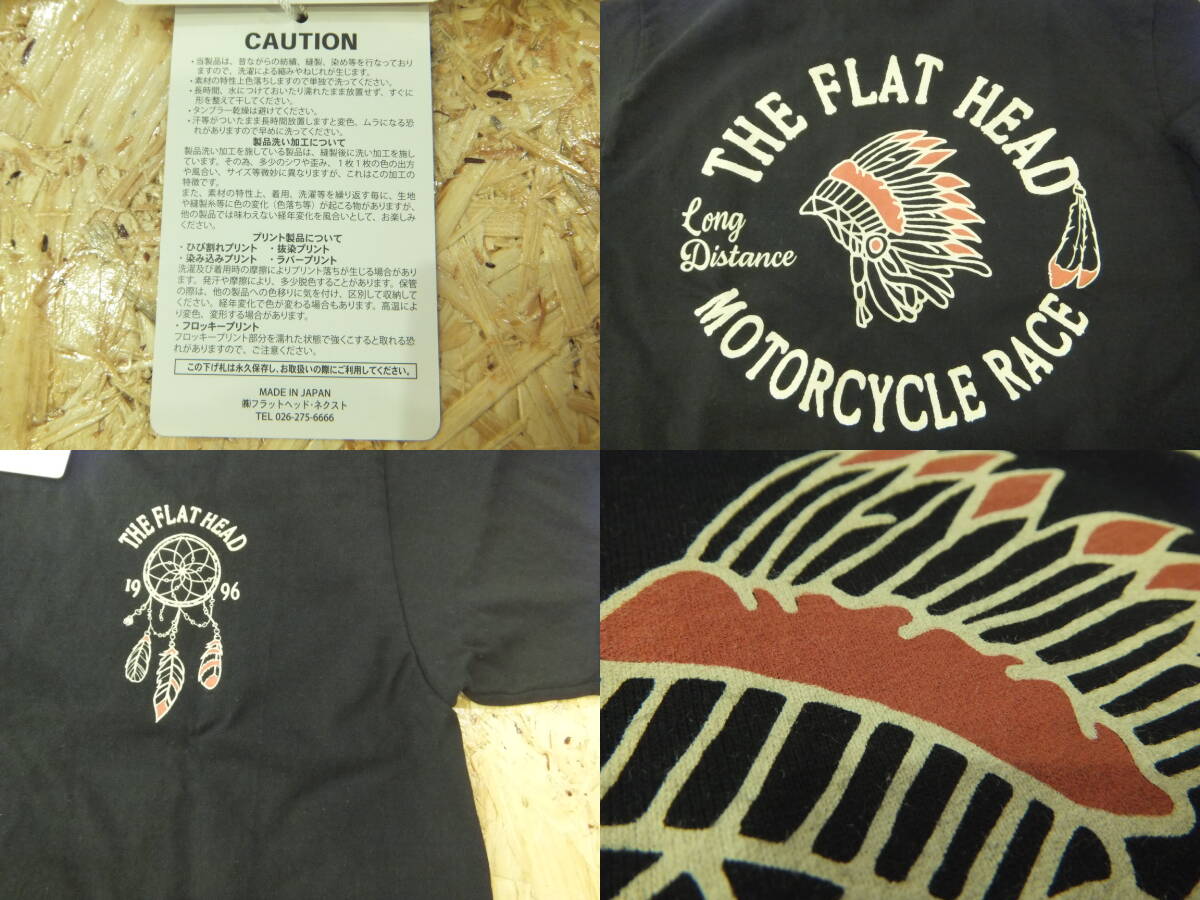 CAUTION
・当製品は、昔ながらの紡績、縫製、染め等を行なっており
ますので、洗濯による縮みやねじれが生じます。
・素材の特性上色落ちしますので単独で洗ってください。
・長時間、水につけておいたり濡れたまま放置せず、すぐに
形を整えて干してください。
・タンブラー乾燥は避けてください。
・汗等がついたまま長時間放置しますと変色、ムラになる恐
れがありますので早めに洗ってください。
製品洗い加工について
製品洗い加工を施している製品は、縫製後に洗い加工を施し
ています。その為、多少のシワや歪み、1枚1枚の色の出方
や風合い、サイズ等微妙に異なりますが、これはこの加工の
特徴です。
また、素材の特性上、着用、洗濯等を繰り返す毎に、生地
や縫製糸等に色の変化（色落ち等）が起こる物がありますが、
他の製品では味わえない経年変化を風合いとして、お楽しみ
ください。
プリント製品について
・ひび割れプリント ・抜染プリント
・染み込みプリント ・ラバープリント
洗濯及び着用時の摩擦によりプリント落ちが生じる場合があり
ます。発汗や摩擦により、多少脱色することがあります。保管
の際は、他の製品への色移りに気を付け、区別して収納して
ください。経年変化で色が変わる場合もあります。高温によ
り変色、変形する場合があります。
・フロッキープリント
フロッキープリント部分を濡れた状態で強くこすると取れる恐
れがありますので、ご注意ください。
この下げ札は永久保存し、お取扱いの際にご利用してください。
MADE IN JAPAN
㈱フラットヘッド・ネクスト
TEL 026-275-6666
THE FLAT HEAD
Long
Distance
MOTORCYCLE RACE
THE FLAT HEAD
19 96